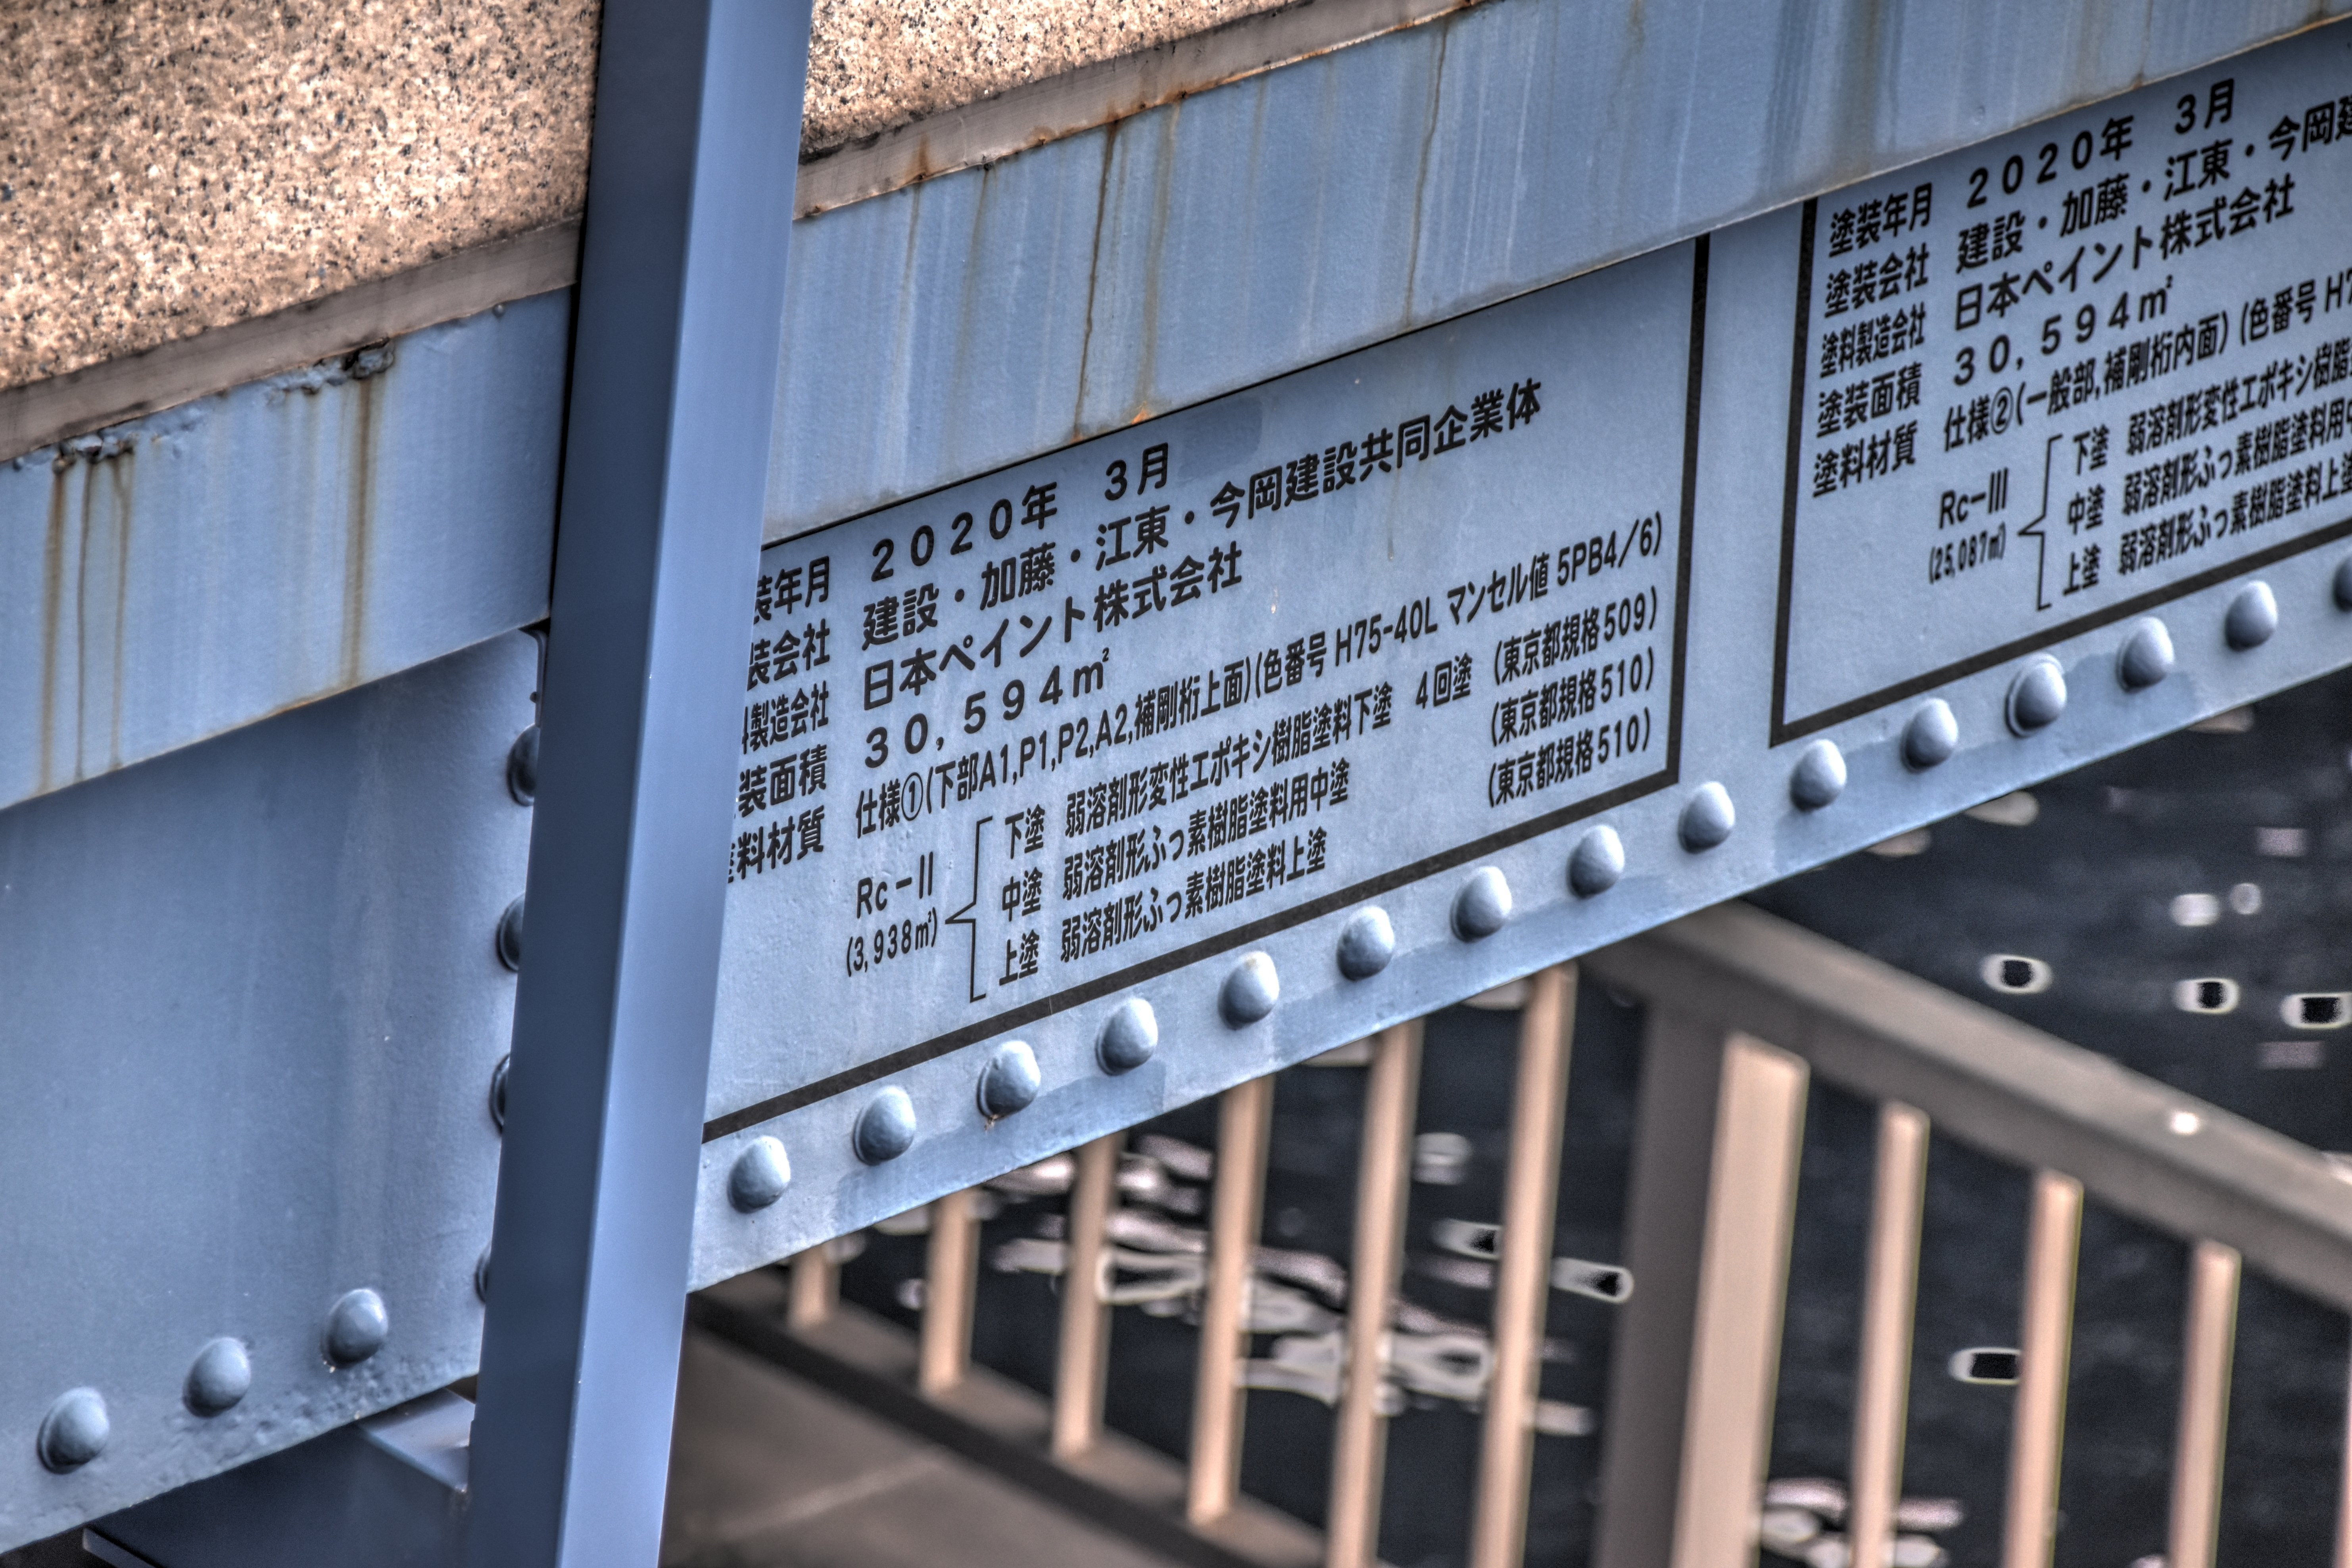 装年月 2020年 3月
装会社 建設・加藤・江東・今岡建設共同企業体
製造会社 日本ペイント株式会社
装面積 30,594㎡
料材質 仕様①(下部A1,P1,P2,A2,補剛桁上面)(色番号 H75-40L マンセル値 5PB4/6)
Rc-II
(3,938㎡)
下塗 弱溶剤形変性エポキシ樹脂塗料下塗 4回塗 (東京都規格509)
中塗 弱溶剤形ふっ素樹脂塗料用中塗 (東京都規格510)
上塗 弱溶剤形ふっ素樹脂塗料上塗 (東京都規格510)
塗装年月 2020年 3月
塗装会社 建設・加藤・江東・今岡
塗料製造会社 日本ペイント株式会社
塗装面積 30,594㎡
塗料材質 仕様②(一般部,補剛桁内面)(色番号 H7
Rc-III
(25,087㎡)
下塗 弱溶剤形変性エポキシ樹脂
中塗 弱溶剤形ふっ素樹脂塗料用
上塗 弱溶剤形ふっ素樹脂塗料上塗